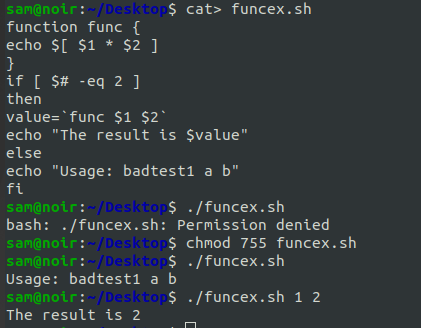 sam@noir:~/Desktop$ cat> funcex.sh
function func {
echo $[ $1 * $2 ]
}
if [ $# -eq 2 ]
then
value=`func $1 $2`
echo "The result is $value"
else
echo "Usage: badtest1 a b"
fi
sam@noir:~/Desktop$ ./funcex.sh
bash: ./funcex.sh: Permission denied
sam@noir:~/Desktop$ chmod 755 funcex.sh
sam@noir:~/Desktop$ ./funcex.sh
Usage: badtest1 a b
sam@noir:~/Desktop$ ./funcex.sh 1 2
The result is 2